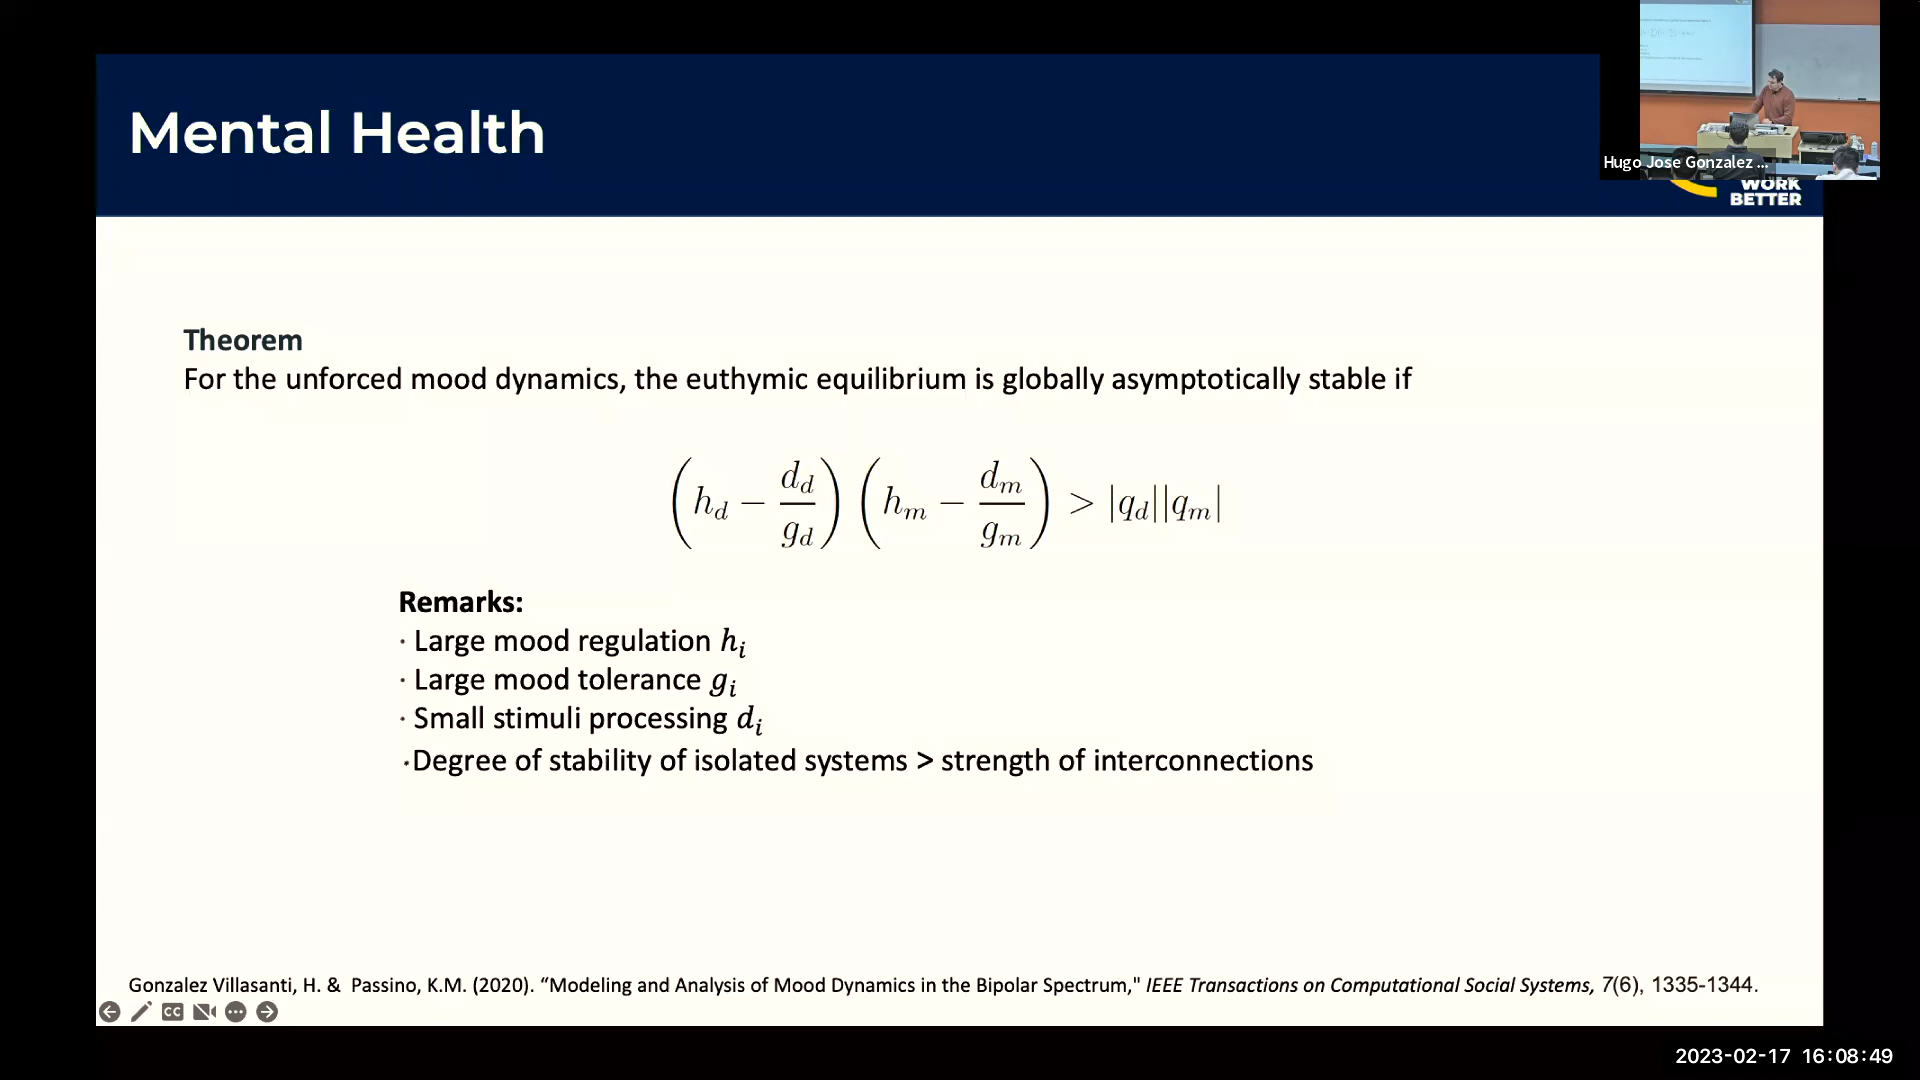 Mental Health
Hugo Jose Gonzalez ...
WORK
BETTER
Theorem
For the unforced mood dynamics, the euthymic equilibrium is globally asymptotically stable if
(h_d − d_d/g_d) (h_m − d_m/g_m) > |q_d||q_m|
Remarks:
· Large mood regulation h_i
· Large mood tolerance g_i
· Small stimuli processing d_i
·Degree of stability of isolated systems > strength of interconnections
Gonzalez Villasanti, H. & Passino, K.M. (2020). “Modeling and Analysis of Mood Dynamics in the Bipolar Spectrum," IEEE Transactions on Computational Social Systems, 7(6), 1335-1344.
CC
2023-02-17 16:08:49